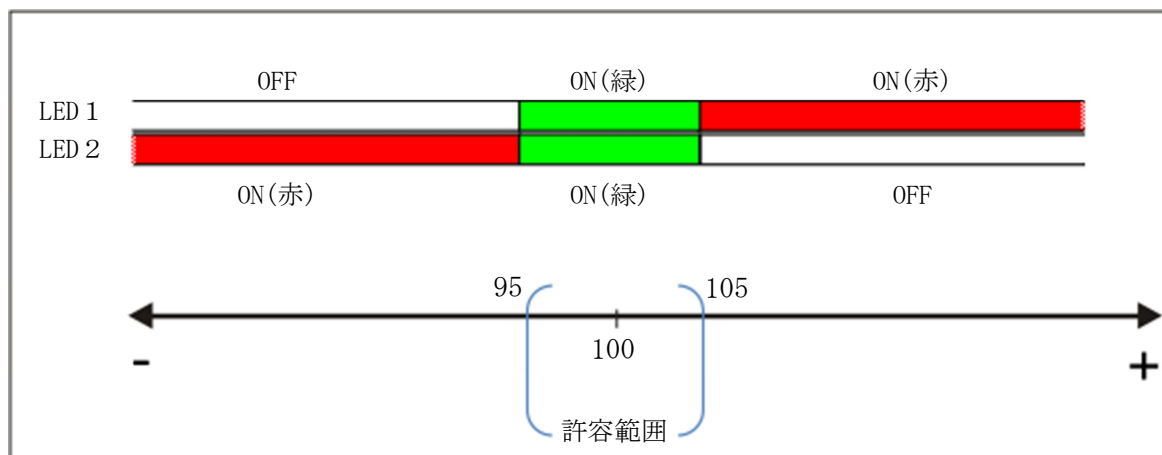 OFF ON(緑) ON(赤)
LED１
LED２
ON(赤) ON(緑) OFF
95 105
100
- +
許容範囲